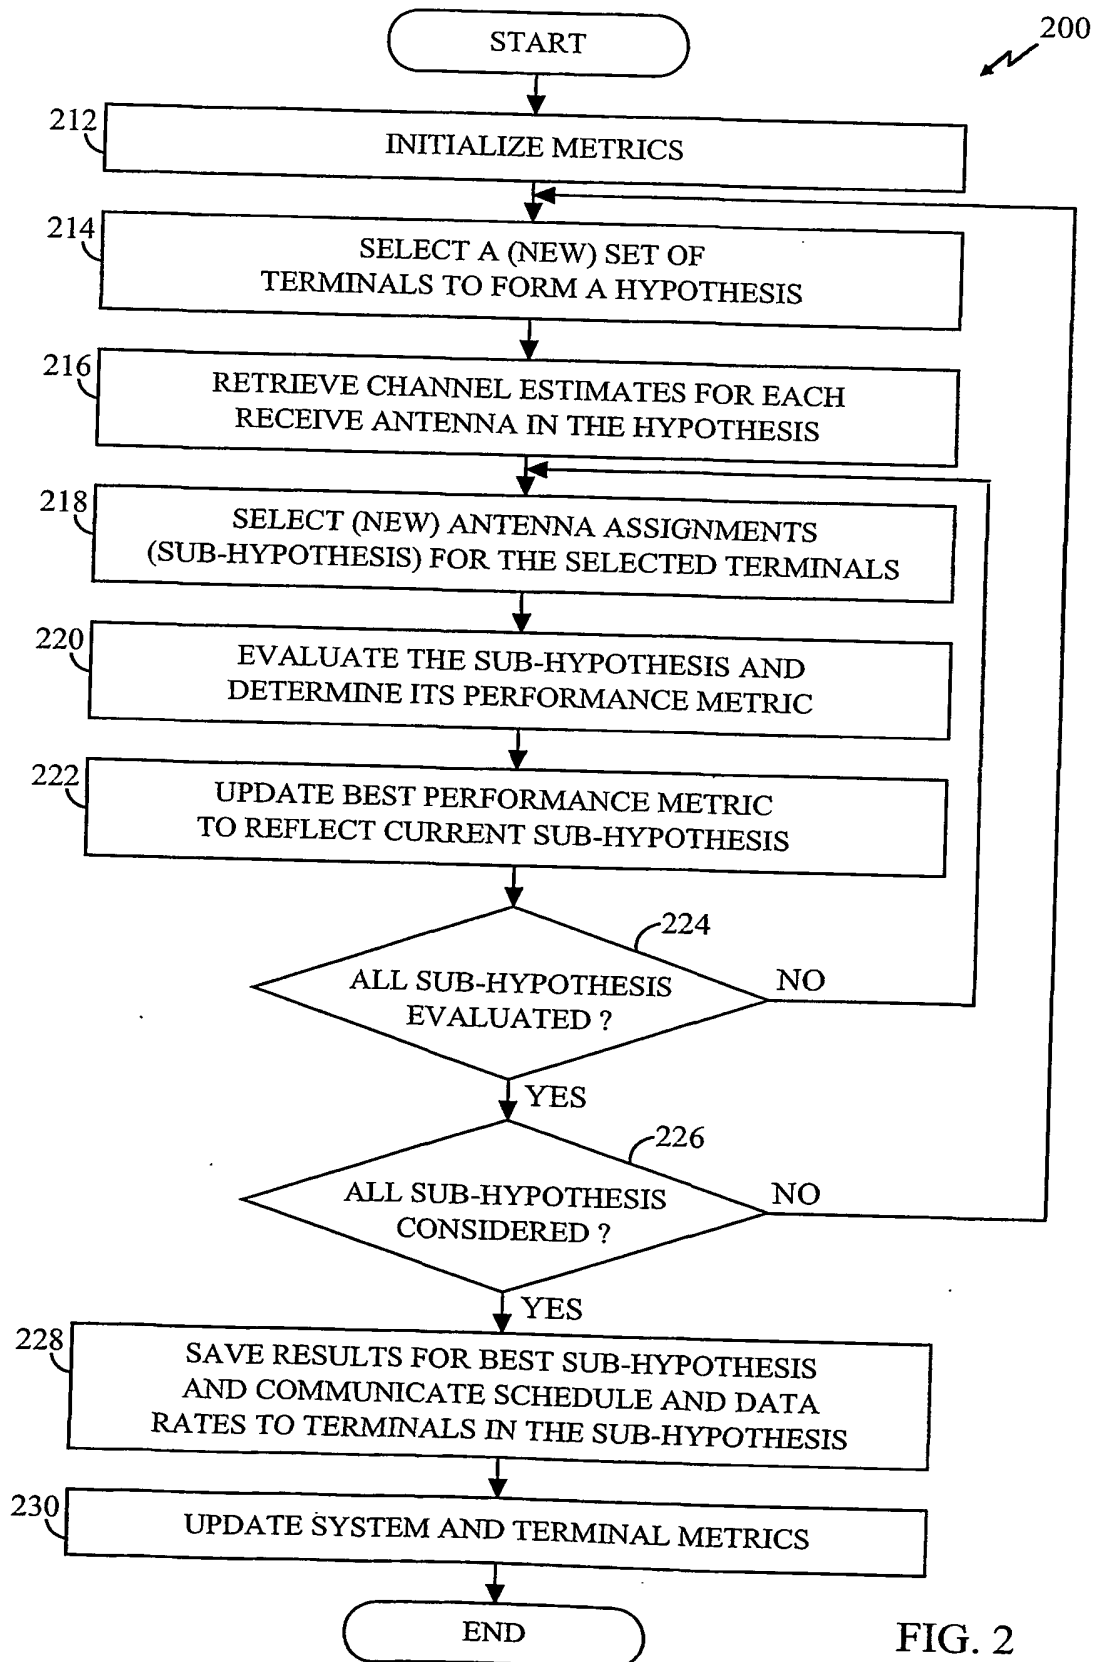 START
200
212
INITIALIZE METRICS
214
SELECT A (NEW) SET OF
TERMINALS TO FORM A HYPOTHESIS
216
RETRIEVE CHANNEL ESTIMATES FOR EACH
RECEIVE ANTENNA IN THE HYPOTHESIS
218
SELECT (NEW) ANTENNA ASSIGNMENTS
(SUB-HYPOTHESIS) FOR THE SELECTED TERMINALS
220
EVALUATE THE SUB-HYPOTHESIS AND
DETERMINE ITS PERFORMANCE METRIC
222
UPDATE BEST PERFORMANCE METRIC
TO REFLECT CURRENT SUB-HYPOTHESIS
224
ALL SUB-HYPOTHESIS
EVALUATED ?
NO
YES
226
ALL SUB-HYPOTHESIS
CONSIDERED ?
NO
YES
228
SAVE RESULTS FOR BEST SUB-HYPOTHESIS
AND COMMUNICATE SCHEDULE AND DATA
RATES TO TERMINALS IN THE SUB-HYPOTHESIS
230
UPDATE SYSTEM AND TERMINAL METRICS
END
FIG. 2